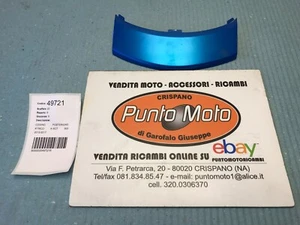 49721
VENDITA MOTO - ACCESSORI - RICAMBI
CRISPANO
Punto Moto
di Garofalo Giuseppe
VENDITA RICAMBI ONLINE SU ebay
PUNTOMOTORICAMBI
Via F. Petrarca, 20 - 80020 CRISPANO (NA)
Tel/Fax 081.834.85.47 - e-mail: puntomoto1@alice.it
cell. 320.0306370